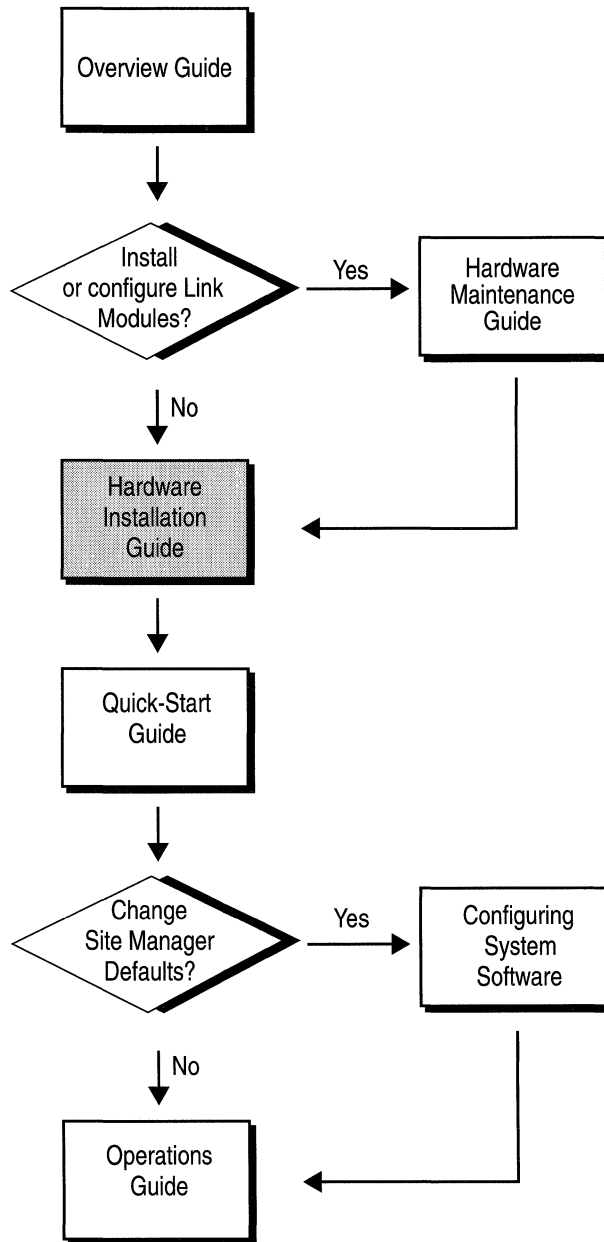 Overview Guide
Install
or configure Link
Modules?
Yes
Hardware
Maintenance
Guide
No
Hardware
Installation
Guide
Quick-Start
Guide
Change
Site Manager
Defaults?
Yes
Configuring
System
Software
No
Operations
Guide